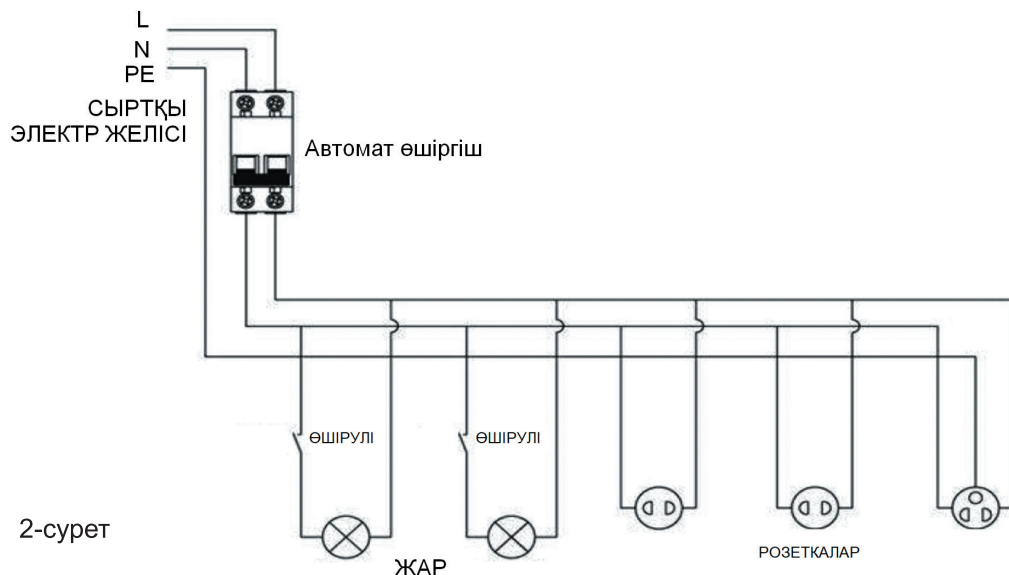 L
N
PE
СЫРТҚЫ
ЭЛЕКТР ЖЕЛІСІ
Автомат өшіргіш
ӨШІРУЛІ
ӨШІРУЛІ
2-сурет
ЖАР
РОЗЕТКАЛАР